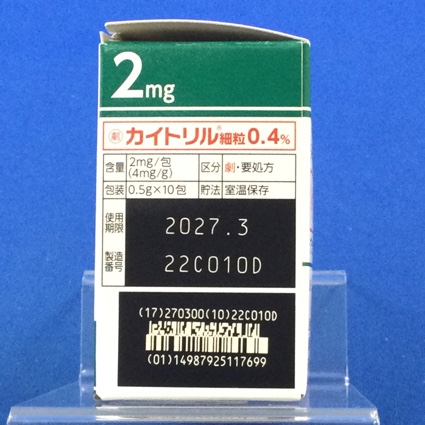 2mg
劇 カイトリル®細粒0.4%
含量 2mg/包 (4mg/g) 区分 劇・要処方
包装 0.5g×10包 貯法 室温保存
使用期限 2027.3
製造番号 22C010D
(17)270300(10)22C010D
(01)14987925117699